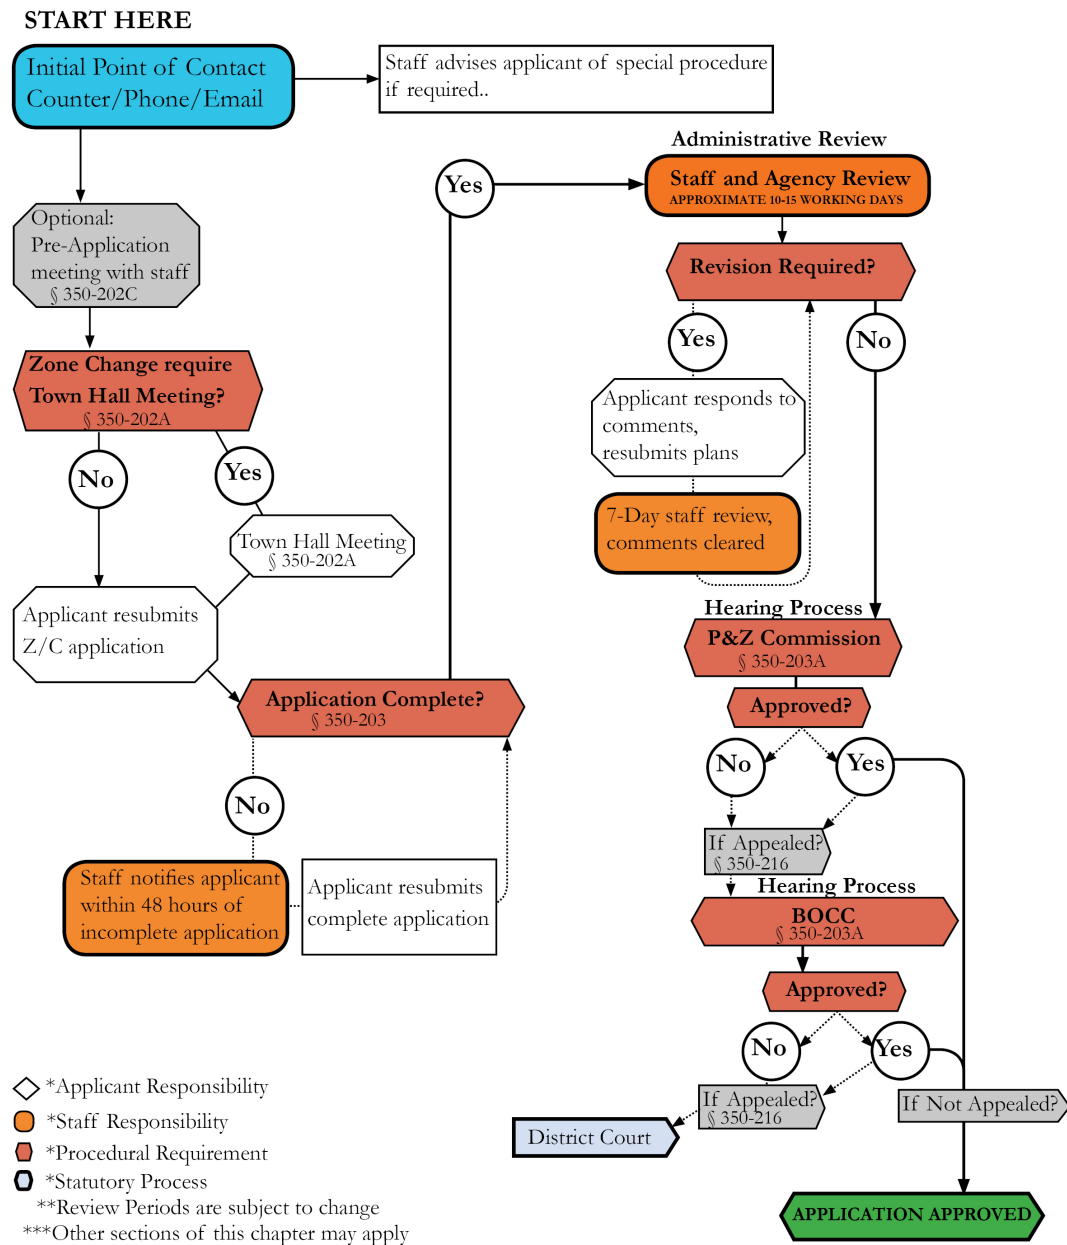 START HERE
Initial Point of Contact
Counter/Phone/Email
Staff advises applicant of special procedure
if required..
Optional:
Pre-Application
meeting with staff
§ 350-202C
Zone Change require
Town Hall Meeting?
§ 350-202A
No
Yes
Town Hall Meeting
§ 350-202A
Applicant resubmits
Z/C application
Application Complete?
§ 350-203
No
Staff notifies applicant
within 48 hours of
incomplete application
Applicant resubmits
complete application
Yes
Administrative Review
Staff and Agency Review
APPROXIMATE 10-15 WORKING DAYS
Revision Required?
Yes
No
Applicant responds to
comments,
resubmits plans
7-Day staff review,
comments cleared
Hearing Process
P&Z Commission
§ 350-203A
Approved?
No
Yes
If Appealed?
§ 350-216
Hearing Process
BOCC
§ 350-203A
Approved?
No
Yes
If Appealed?
§ 350-216
If Not Appealed?
District Court
APPLICATION APPROVED
*Applicant Responsibility
*Staff Responsibility
*Procedural Requirement
*Statutory Process
**Review Periods are subject to change
***Other sections of this chapter may apply